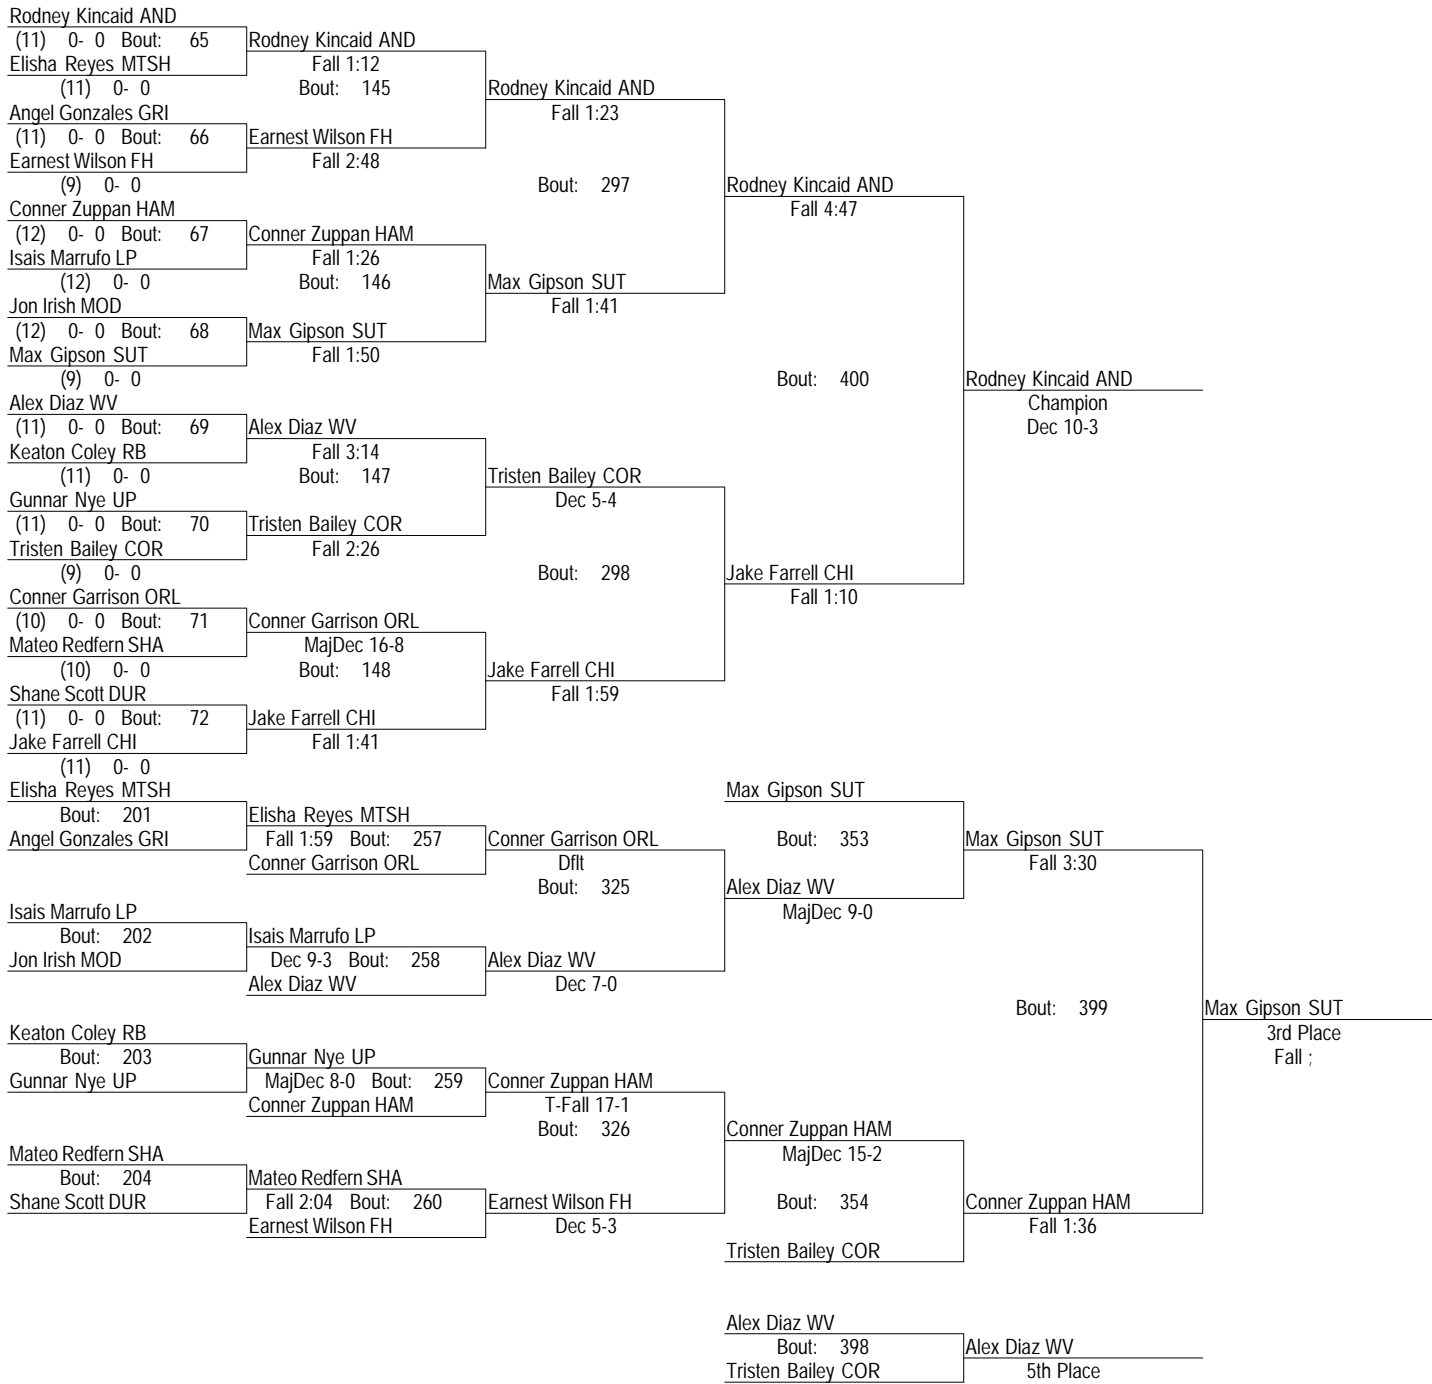 Rodney Kincaid AND
(11) 0- 0 Bout: 65
Elisha Reyes MTSH
(11) 0- 0
Angel Gonzales GRI
(11) 0- 0 Bout: 66
Earnest Wilson FH
(9) 0- 0
Conner Zuppan HAM
(12) 0- 0 Bout: 67
Isais Marrufo LP
(12) 0- 0
Jon Irish MOD
(12) 0- 0 Bout: 68
Max Gipson SUT
(9) 0- 0
Alex Diaz WV
(11) 0- 0 Bout: 69
Keaton Coley RB
(11) 0- 0
Gunnar Nye UP
(11) 0- 0 Bout: 70
Tristen Bailey COR
(9) 0- 0
Conner Garrison ORL
(10) 0- 0 Bout: 71
Mateo Redfern SHA
(10) 0- 0
Shane Scott DUR
(11) 0- 0 Bout: 72
Jake Farrell CHI
(11) 0- 0
Rodney Kincaid AND
Fall 1:12
Bout: 145
Earnest Wilson FH
Fall 2:48
Conner Zuppan HAM
Fall 1:26
Bout: 146
Max Gipson SUT
Fall 1:50
Alex Diaz WV
Fall 3:14
Bout: 147
Tristen Bailey COR
Fall 2:26
Conner Garrison ORL
MajDec 16-8
Bout: 148
Jake Farrell CHI
Fall 1:41
Rodney Kincaid AND
Fall 1:23
Bout: 297
Max Gipson SUT
Fall 1:41
Tristen Bailey COR
Dec 5-4
Bout: 298
Jake Farrell CHI
Fall 1:59
Rodney Kincaid AND
Fall 4:47
Bout: 400
Jake Farrell CHI
Fall 1:10
Rodney Kincaid AND
Champion
Dec 10-3
Elisha Reyes MTSH
Bout: 201
Angel Gonzales GRI
Isais Marrufo LP
Bout: 202
Jon Irish MOD
Keaton Coley RB
Bout: 203
Gunnar Nye UP
Mateo Redfern SHA
Bout: 204
Shane Scott DUR
Elisha Reyes MTSH
Fall 1:59 Bout: 257
Conner Garrison ORL
Isais Marrufo LP
Dec 9-3 Bout: 258
Alex Diaz WV
Gunnar Nye UP
MajDec 8-0 Bout: 259
Conner Zuppan HAM
Mateo Redfern SHA
Fall 2:04 Bout: 260
Earnest Wilson FH
Conner Garrison ORL
Dflt
Bout: 325
Alex Diaz WV
Dec 7-0
Conner Zuppan HAM
T-Fall 17-1
Bout: 326
Earnest Wilson FH
Dec 5-3
Max Gipson SUT
Bout: 353
Alex Diaz WV
MajDec 9-0
Conner Zuppan HAM
MajDec 15-2
Bout: 354
Tristen Bailey COR
Max Gipson SUT
Fall 3:30
Bout: 399
Conner Zuppan HAM
Fall 1:36
Max Gipson SUT
3rd Place
Fall ;
Alex Diaz WV
Bout: 398
Tristen Bailey COR
Alex Diaz WV
5th Place